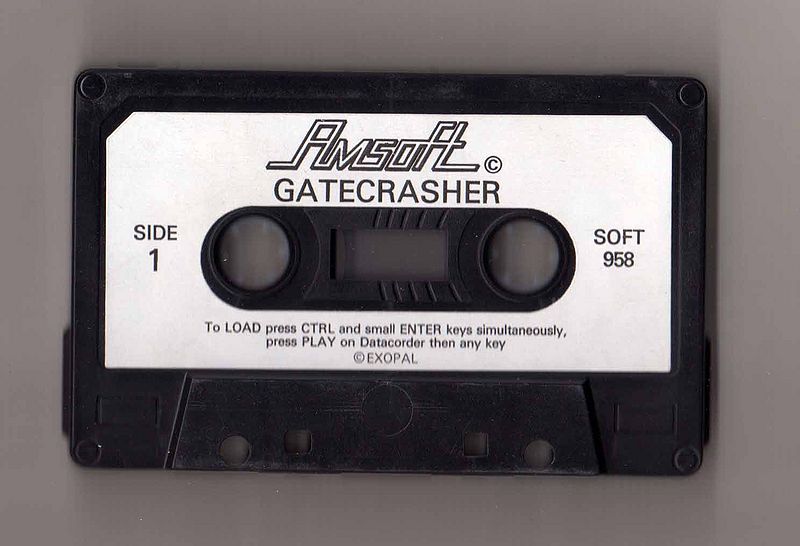 Amsoft ©
GATECRASHER
SIDE
1
SOFT
958
To LOAD press CTRL and small ENTER keys simultaneously,
press PLAY on Datacorder then any key
©EXOPAL